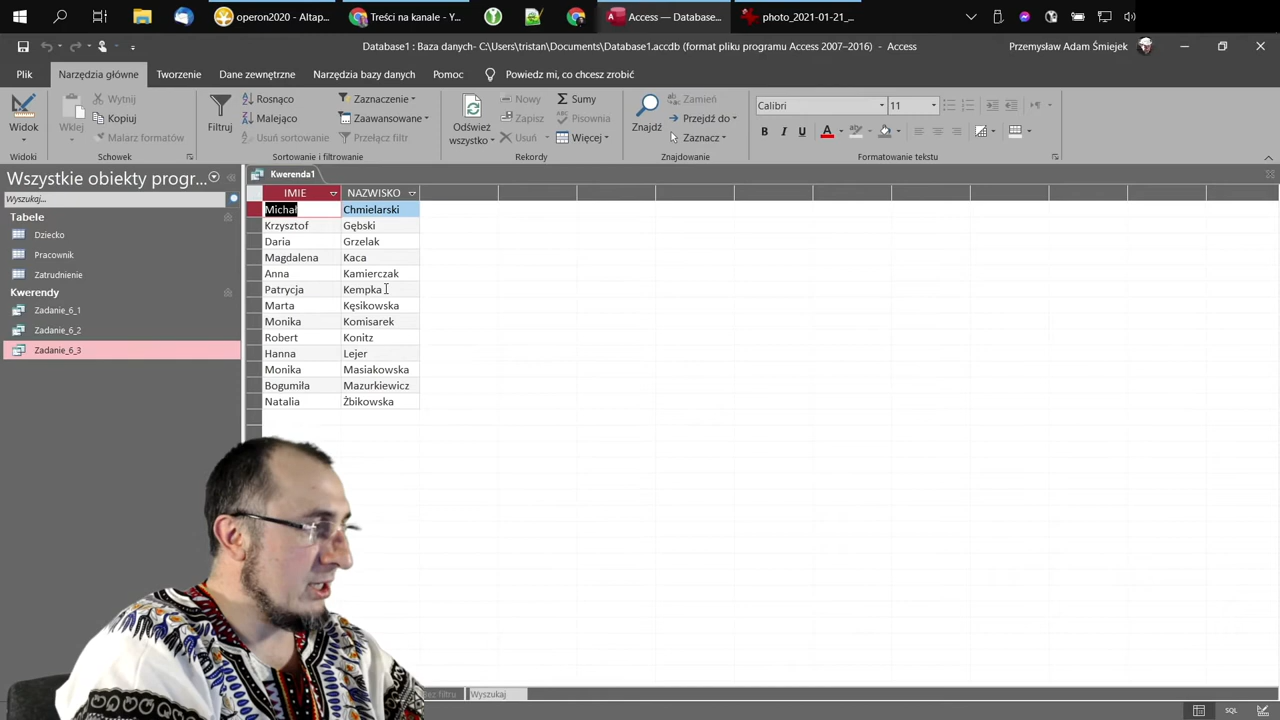 operon2020 - Altap...
Treści na kanale - Y...
Access — Database...
photo_2021-01-21_...
Database1 : Baza danych- C:\Users\tristan\Documents\Database1.accdb (format pliku programu Access 2007–2016) - Access
Przemysław Adam Śmiejek
Plik
Narzędzia główne
Tworzenie
Dane zewnętrzne
Narzędzia bazy danych
Pomoc
Powiedz mi, co chcesz zrobić
Widok
Widoki
Wklej
Wytnij
Kopiuj
Malarz formatów
Schowek
Filtruj
Rosnąco
Malejąco
Usuń sortowanie
Zaznaczenie
Zaawansowane
Przełącz filtr
Sortowanie i filtrowanie
Odśwież
wszystko
Nowy
Zapisz
Usuń
Sumy
Pisownia
Więcej
Rekordy
Znajdź
Zamień
Przejdź do
Zaznacz
Znajdowanie
Calibri
11
B I U A
Formatowanie tekstu
Wszystkie obiekty progr...
Wyszukaj...
Tabele
Dziecko
Pracownik
Zatrudnienie
Kwerendy
Zadanie_6_1
Zadanie_6_2
Zadanie_6_3
Kwerenda1
IMIE NAZWISKO
Michał Chmielarski
Krzysztof Gębski
Daria Grzelak
Magdalena Kaca
Anna Kamierczak
Patrycja Kempka
Marta Kęsikowska
Monika Komisarek
Robert Konitz
Hanna Lejer
Monika Masiakowska
Bogumiła Mazurkiewicz
Natalia Żbikowska
Bez filtru
Wyszukaj
SQL